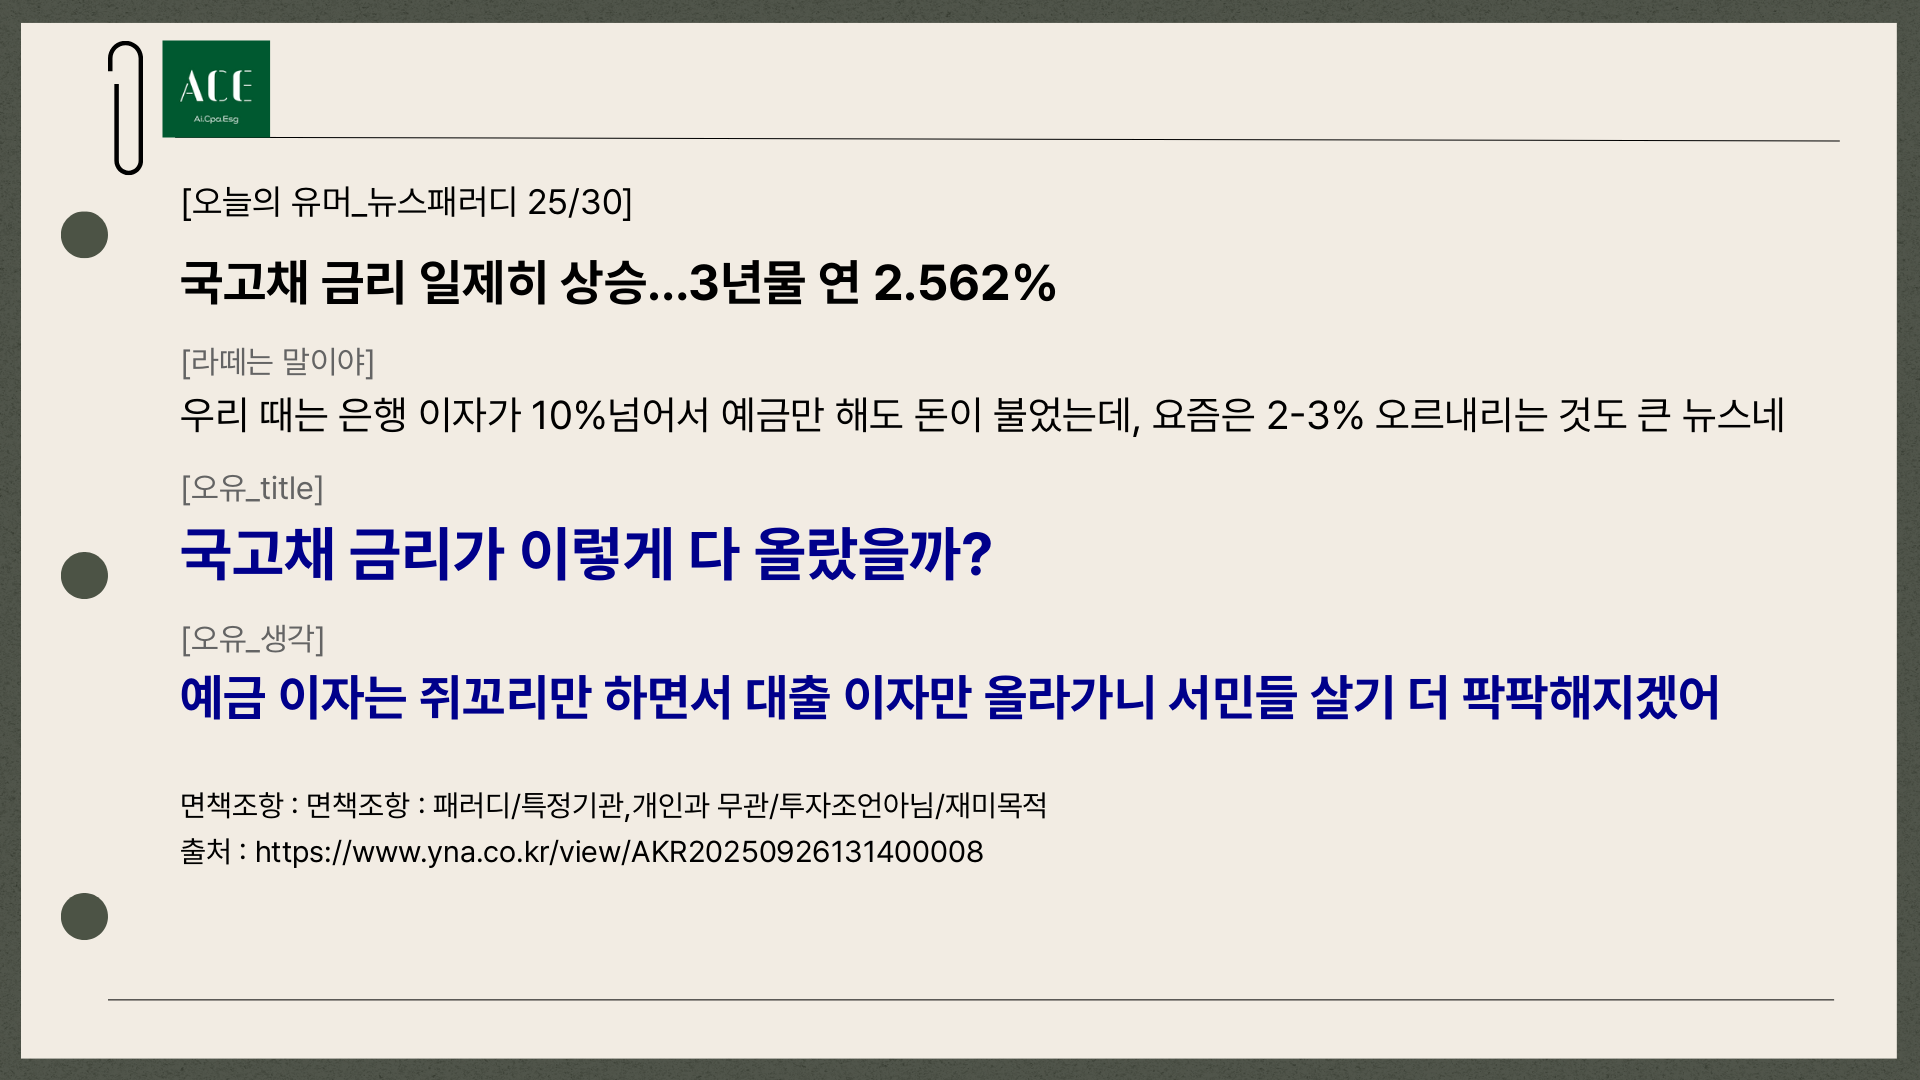 ACE
Ai.Cpa.Esg
[오늘의 유머_뉴스패러디 25/30]
국고채 금리 일제히 상승...3년물 연 2.562%
[라떼는 말이야]
우리 때는 은행 이자가 10%넘어서 예금만 해도 돈이 불었는데, 요즘은 2-3% 오르내리는 것도 큰 뉴스네
[오유_title]
국고채 금리가 이렇게 다 올랐을까?
[오유_생각]
예금 이자는 쥐꼬리만 하면서 대출 이자만 올라가니 서민들 살기 더 팍팍해지겠어
면책조항 : 면책조항 : 패러디/특정기관,개인과 무관/투자조언아님/재미목적
출처 : https://www.yna.co.kr/view/AKR20250926131400008